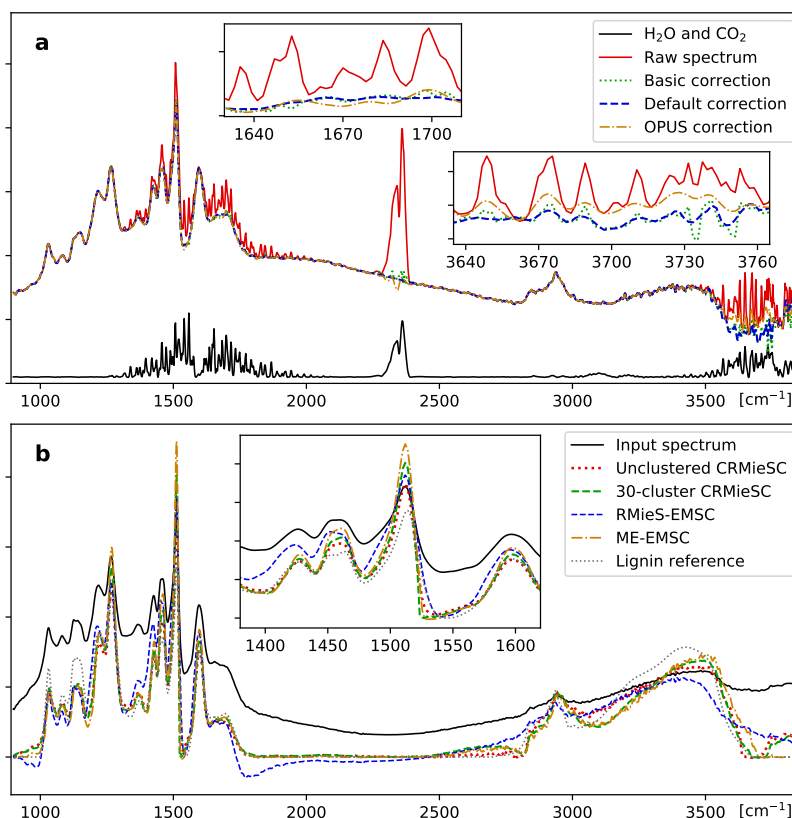 a
H₂O and CO₂
Raw spectrum
Basic correction
Default correction
OPUS correction
1640 1670 1700
3640 3670 3700 3730 3760
1000 1500 2000 2500 3000 3500 [cm⁻¹]
b
Input spectrum
Unclustered CRMieSC
30-cluster CRMieSC
RMieS-EMSC
ME-EMSC
Lignin reference
1400 1450 1500 1550 1600
1000 1500 2000 2500 3000 3500 [cm⁻¹]